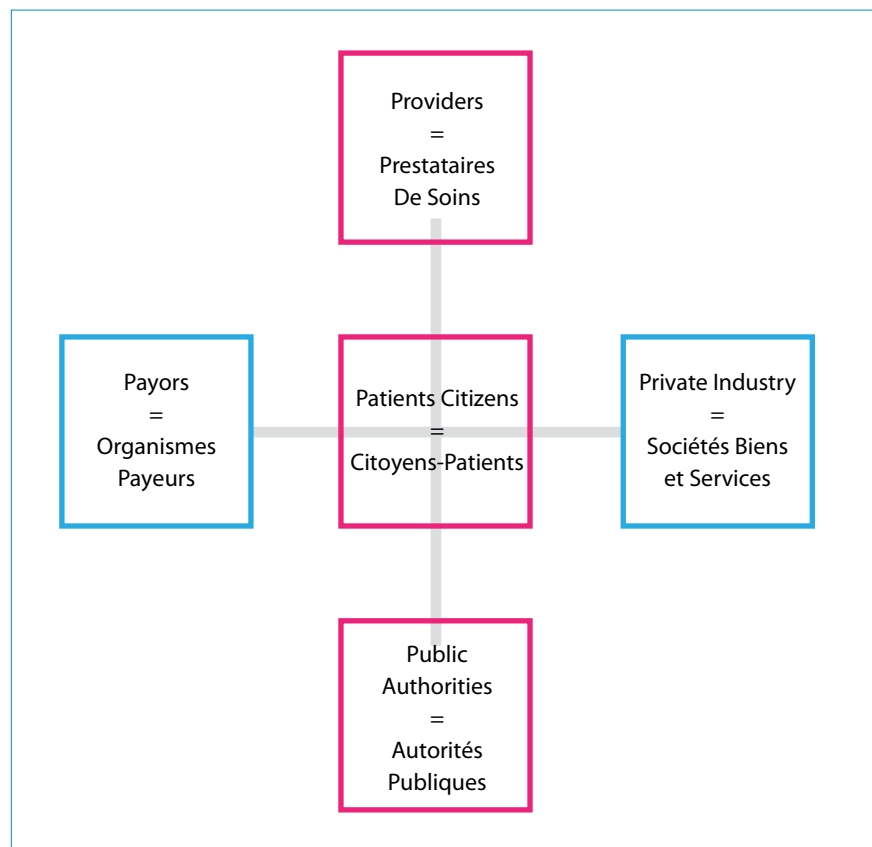 Providers
=
Prestataires
De Soins
Payors
=
Organismes
Payeurs
Patients Citizens
=
Citoyens-Patients
Private Industry
=
Sociétés Biens
et Services
Public
Authorities
=
Autorités
Publiques